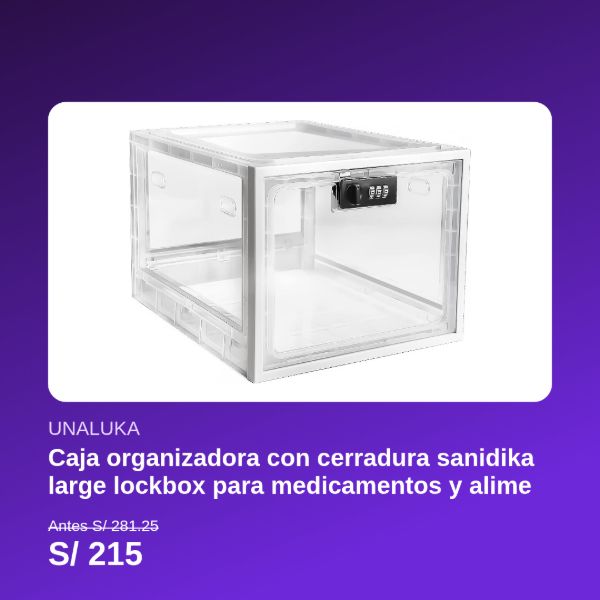 UNALUKA
Caja organizadora con cerradura sanidika
large lockbox para medicamentos y alime
Antes S/ 281.25
S/ 215